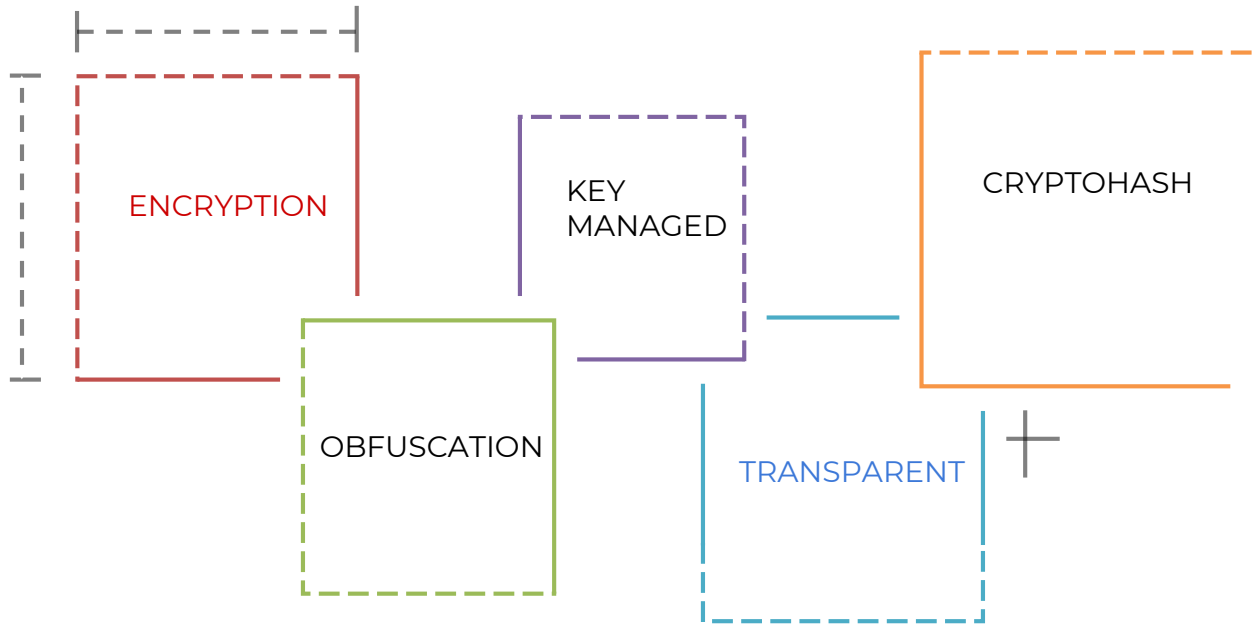 ENCRYPTION
KEY
MANAGED
CRYPTOHASH
OBFUSCATION
TRANSPARENT